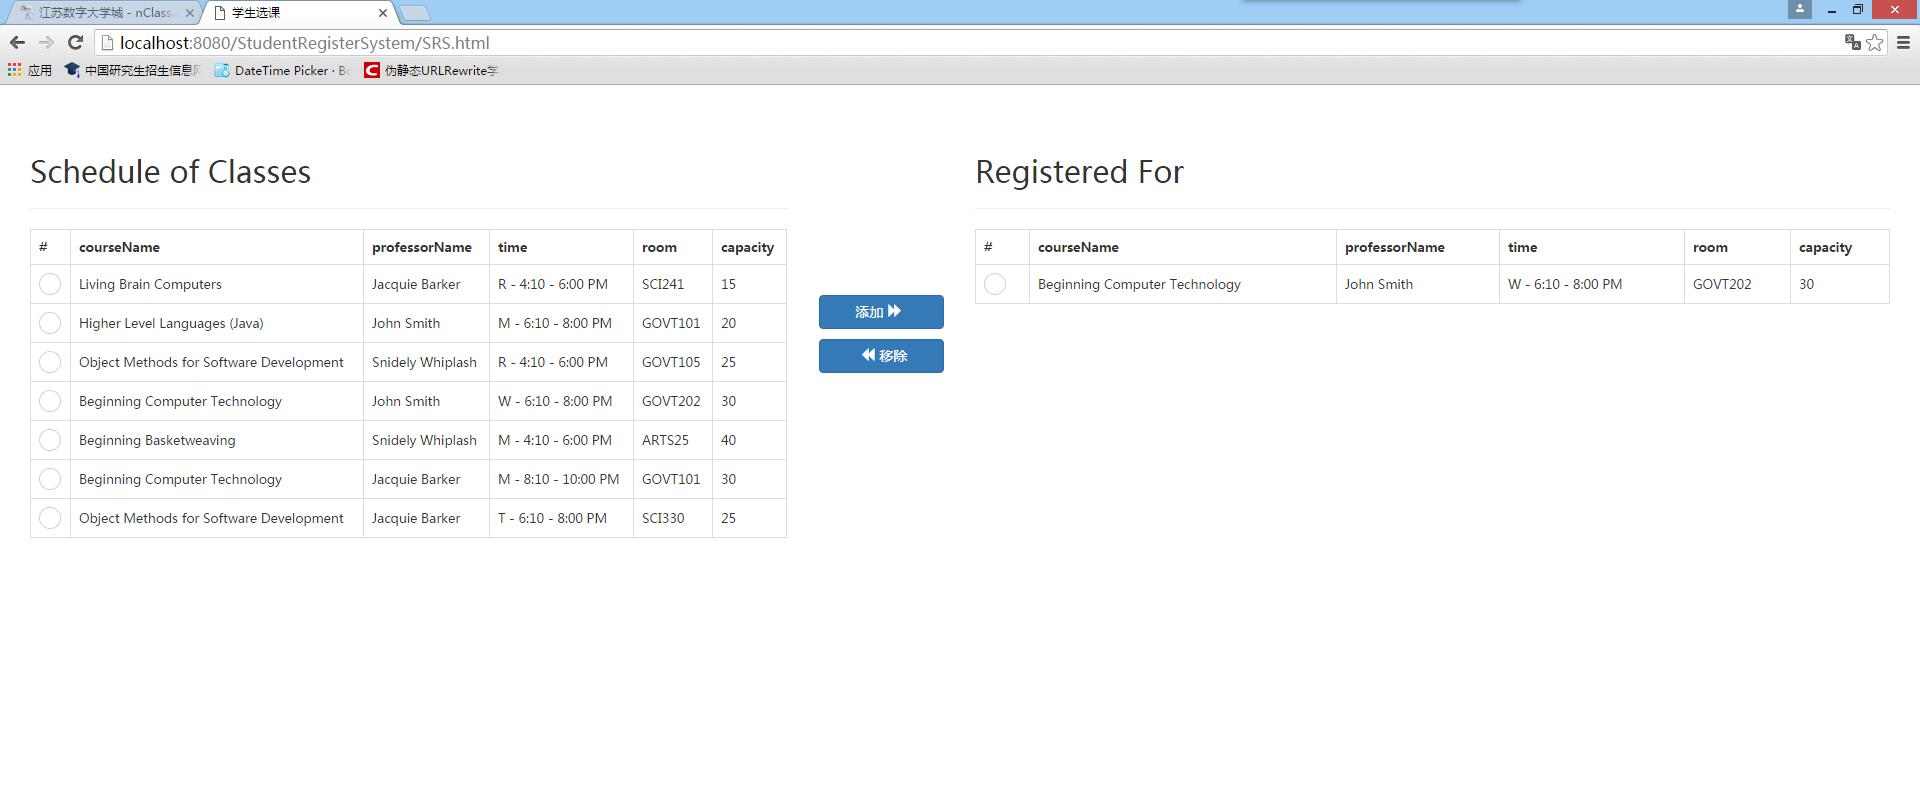 江苏数字大学城 - nClass
学生选课
localhost:8080/StudentRegisterSystem/SRS.html
应用 中国研究生招生信息网 DateTime Picker · Bo 伪静态URLRewrite学
Schedule of Classes
# courseName professorName time room capacity
Living Brain Computers Jacquie Barker R - 4:10 - 6:00 PM SCI241 15
Higher Level Languages (Java) John Smith M - 6:10 - 8:00 PM GOVT101 20
Object Methods for Software Development Snidely Whiplash R - 4:10 - 6:00 PM GOVT105 25
Beginning Computer Technology John Smith W - 6:10 - 8:00 PM GOVT202 30
Beginning Basketweaving Snidely Whiplash M - 4:10 - 6:00 PM ARTS25 40
Beginning Computer Technology Jacquie Barker M - 8:10 - 10:00 PM GOVT101 30
Object Methods for Software Development Jacquie Barker T - 6:10 - 8:00 PM SCI330 25
添加
移除
Registered For
# courseName professorName time room capacity
Beginning Computer Technology John Smith W - 6:10 - 8:00 PM GOVT202 30